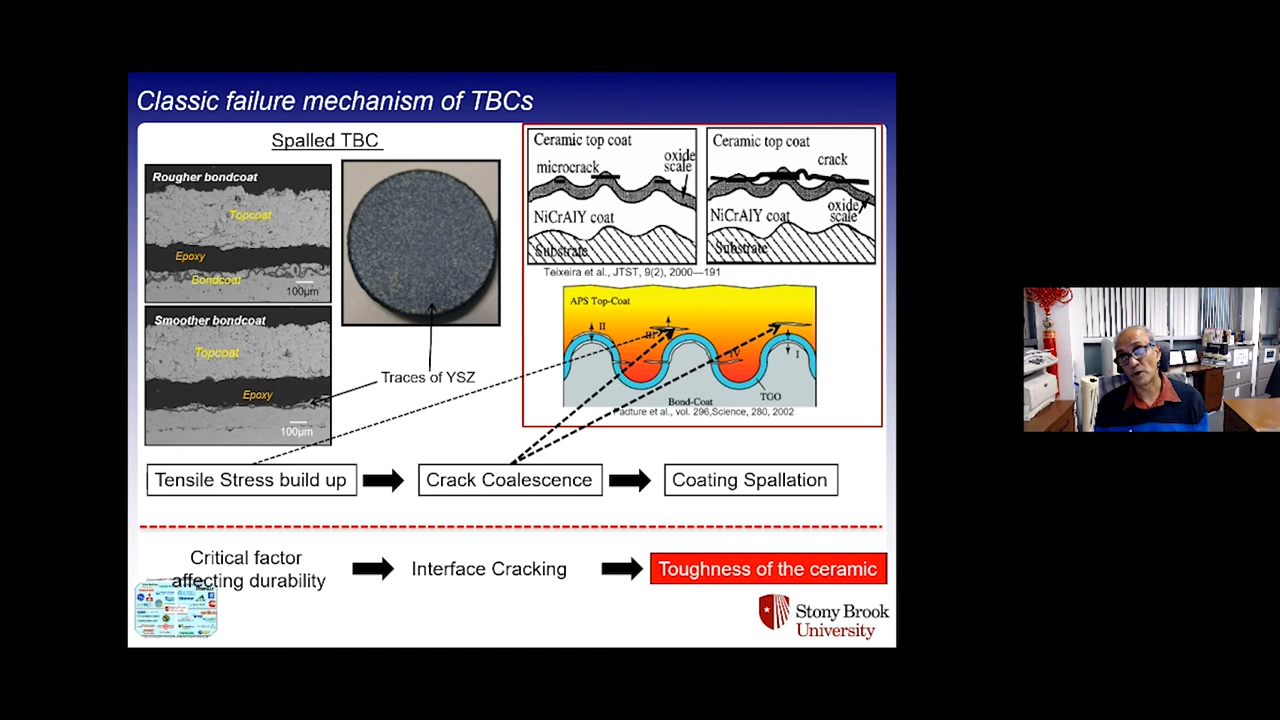 Classic failure mechanism of TBCs
Spalled TBC
Rougher bondcoat
Topcoat
Epoxy
Bondcoat
100µm
Smoother bondcoat
Topcoat
Epoxy
100µm
Traces of YSZ
Ceramic top coat
microcrack
oxide
scale
NiCrAlY coat
Substrate
Ceramic top coat
crack
oxide
scale
NiCrAlY coat
Substrate
Teixeira et al., JTST, 9(2), 2000—191
APS Top-Coat
II
III
IV
I
TGO
Bond-Coat
Padture et al., vol. 296,Science, 280, 2002
Tensile Stress build up
Crack Coalescence
Coating Spallation
Critical factor
affecting durability
Interface Cracking
Toughness of the ceramic
Stony Brook
University